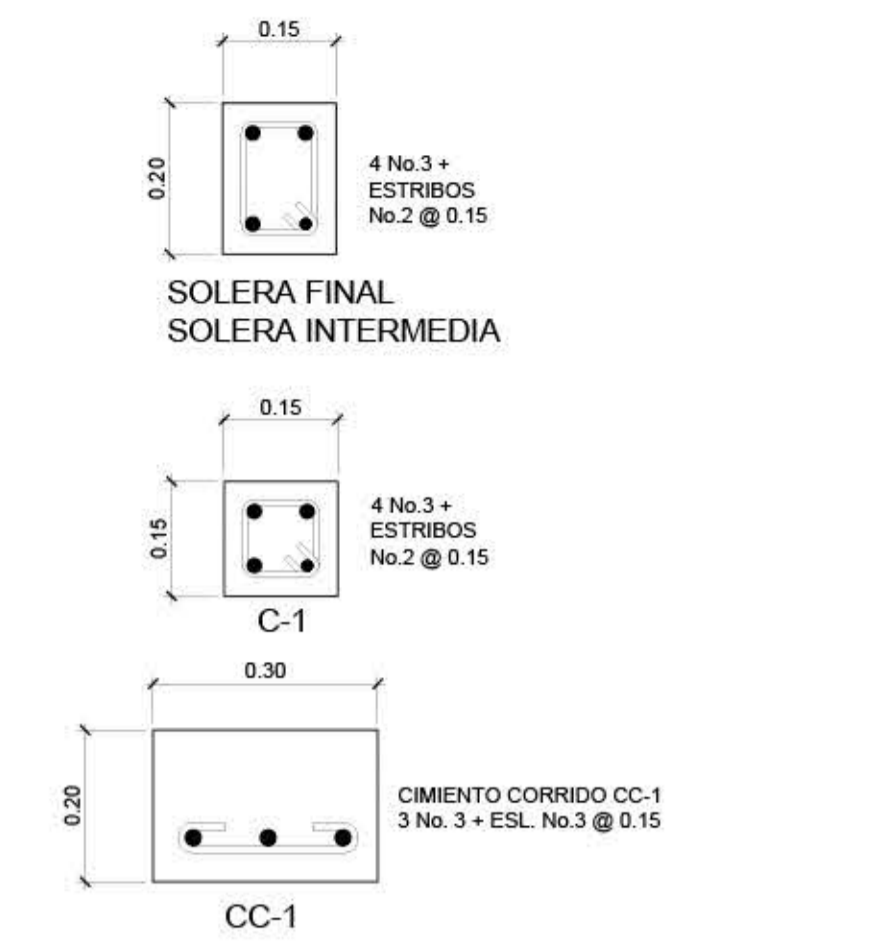 0.15
0.20
4 No.3 +
ESTRIBOS
No.2 @ 0.15
SOLERA FINAL
SOLERA INTERMEDIA
0.15
0.15
4 No.3 +
ESTRIBOS
No.2 @ 0.15
C-1
0.30
0.20
CIMIENTO CORRIDO CC-1
3 No. 3 + ESL. No.3 @ 0.15
CC-1